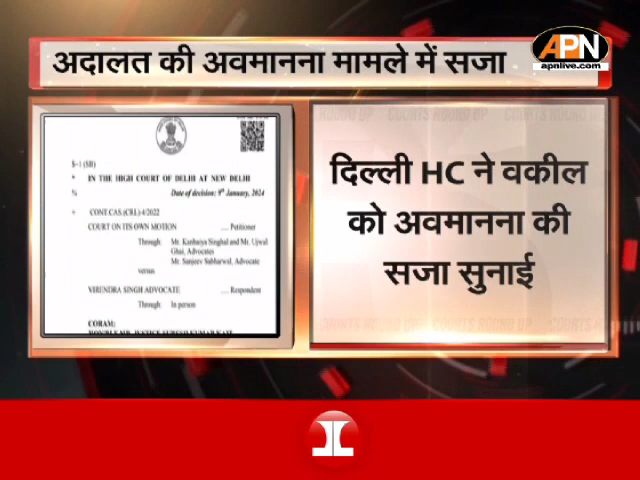 अदालत की अवमानना मामले में सजा
APN
apnlive.com
S~1 (SB)
* IN THE HIGH COURT OF DELHI AT NEW DELHI
% Date of decision: 9th January, 2024
+ CONT.CAS.(CRL) 4/2022
COURT ON ITS OWN MOTION ..... Petitioner
Through: Mr. Kanhaiya Singhal and Mr. Ujwal
Ghai, Advocates
Mr. Sanjeev Sabharwal, Advocate
versus
VIRENDRA SINGH ADVOCATE ..... Respondent
Through: In person
CORAM:
दिल्ली HC ने वकील
को अवमानना की
सजा सुनाई